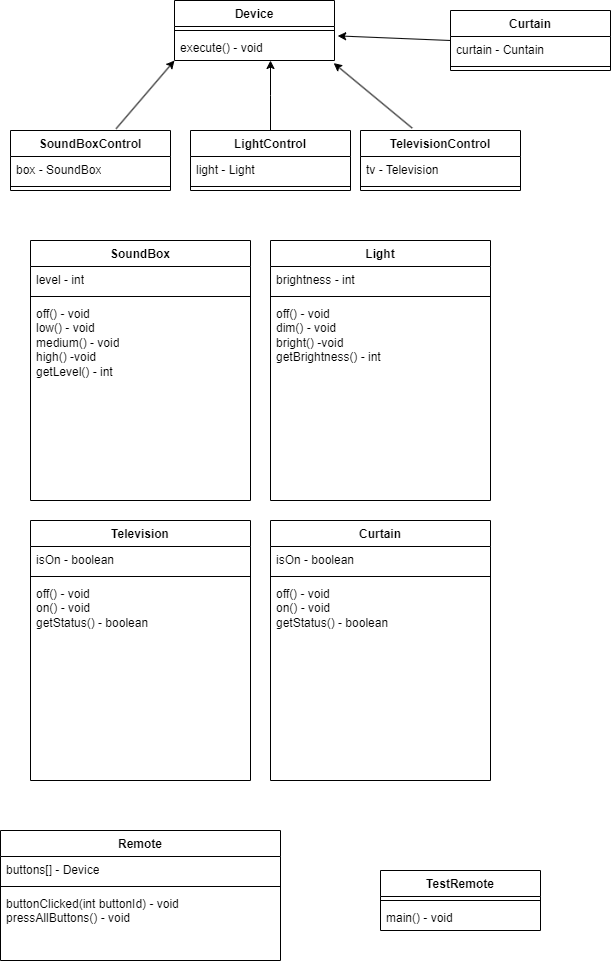 Device
execute() - void
Curtain
curtain - Cuntain
SoundBoxControl
box - SoundBox
LightControl
light - Light
TelevisionControl
tv - Television
SoundBox
level - int
off() - void
low() - void
medium() - void
high() -void
getLevel() - int
Light
brightness - int
off() - void
dim() - void
bright() -void
getBrightness() - int
Television
isOn - boolean
off() - void
on() - void
getStatus() - boolean
Curtain
isOn - boolean
off() - void
on() - void
getStatus() - boolean
Remote
buttons[] - Device
buttonClicked(int buttonId) - void
pressAllButtons() - void
TestRemote
main() - void